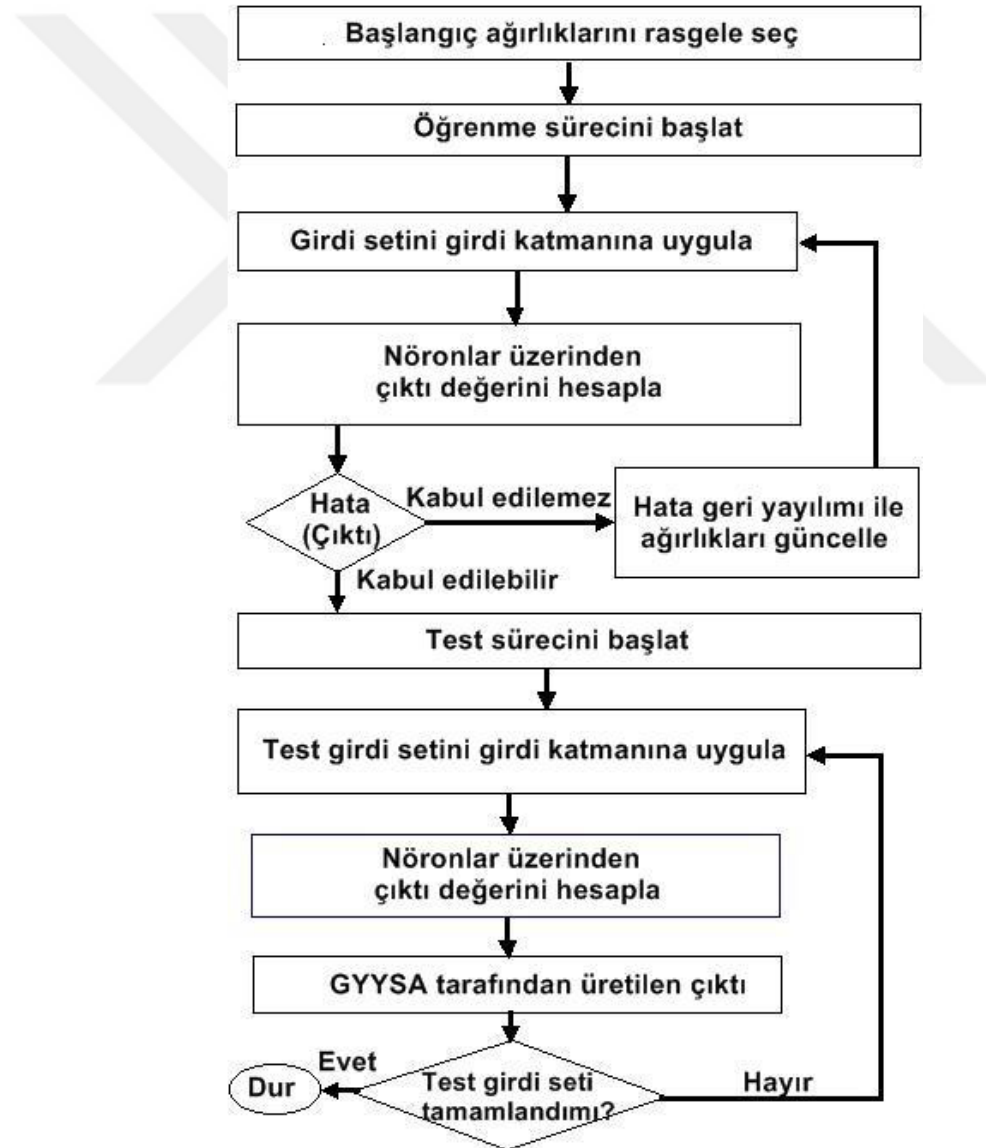 Başlangıç ağırlıklarını rasgele seç
Öğrenme sürecini başlat
Girdi setini girdi katmanına uygula
Nöronlar üzerinden
çıktı değerini hesapla
Hata
(Çıktı)
Kabul edilemez
Hata geri yayılımı ile
ağırlıkları güncelle
Kabul edilebilir
Test sürecini başlat
Test girdi setini girdi katmanına uygula
Nöronlar üzerinden
çıktı değerini hesapla
GYYSA tarafından üretilen çıktı
Evet
Dur
Test girdi seti
tamamlandımı?
Hayır